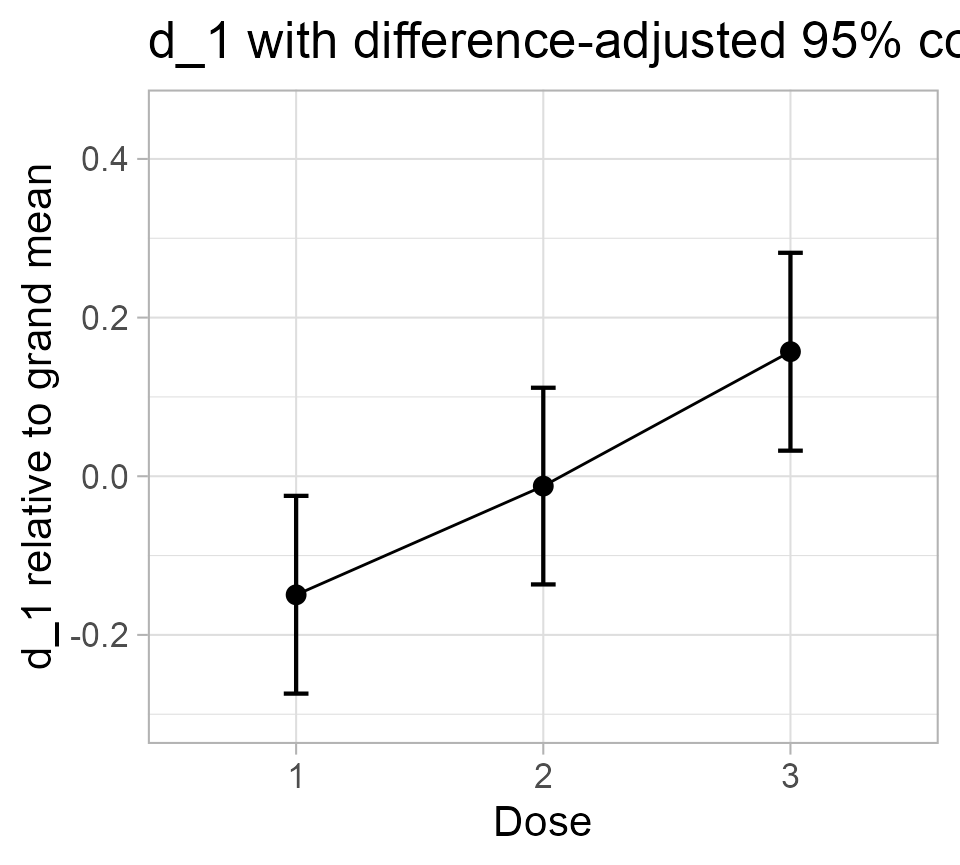 d_1 with difference-adjusted 95% co
d_1 relative to grand mean
0.4
0.2
0.0
-0.2
1 2 3
Dose